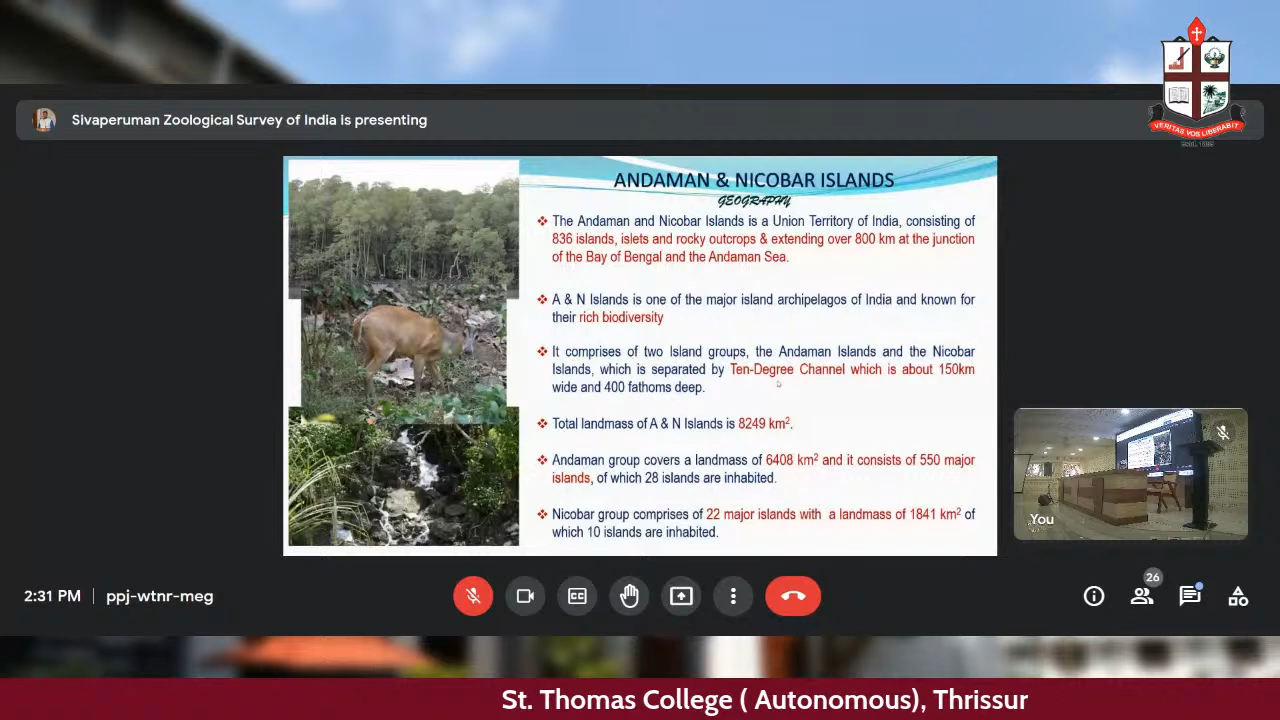 VERITAS VOS LIBERABIT
Sivaperuman Zoological Survey of India is presenting
ANDAMAN & NICOBAR ISLANDS
GEOGRAPHY
❖ The Andaman and Nicobar Islands is a Union Territory of India, consisting of
836 islands, islets and rocky outcrops & extending over 800 km at the junction
of the Bay of Bengal and the Andaman Sea.
❖ A & N Islands is one of the major island archipelagos of India and known for
their rich biodiversity
❖ It comprises of two Island groups, the Andaman Islands and the Nicobar
Islands, which is separated by Ten-Degree Channel which is about 150km
wide and 400 fathoms deep.
❖ Total landmass of A & N Islands is 8249 km².
❖ Andaman group covers a landmass of 6408 km² and it consists of 550 major
islands, of which 28 islands are inhabited.
❖ Nicobar group comprises of 22 major islands with a landmass of 1841 km² of
which 10 islands are inhabited.
You
2:31 PM | ppj-wtnr-meg
CC
26
St. Thomas College ( Autonomous), Thrissur